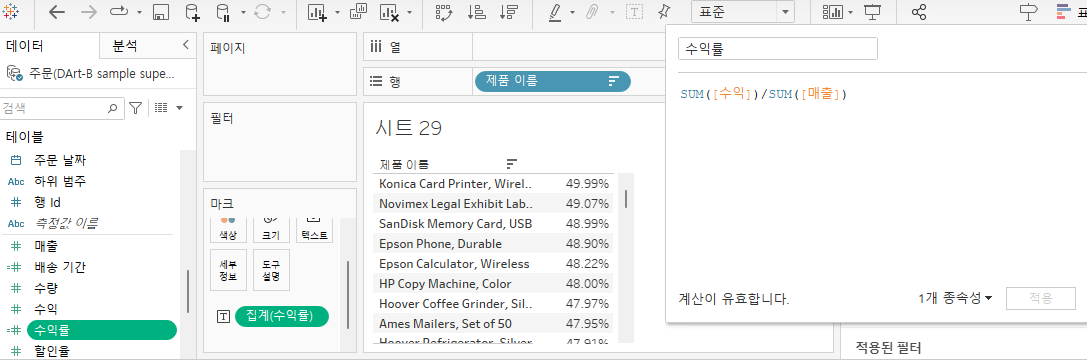 표준
표
데이터
분석
주문(DArt-B sample supe...
검색
테이블
주문 날짜
Abc 하위 범주
행 Id
Abc 측정값 이름
매출
배송 기간
수량
수익
수익률
할인율
페이지
필터
마크
색상
크기
텍스트
세부
정보
도구
설명
집계(수익률)
열
행
제품 이름
시트 29
제품 이름
Konica Card Printer, Wirel.. 49.99%
Novimex Legal Exhibit Lab.. 49.07%
SanDisk Memory Card, USB 48.99%
Epson Phone, Durable 48.90%
Epson Calculator, Wireless 48.22%
HP Copy Machine, Color 48.00%
Hoover Coffee Grinder, Sil.. 47.97%
Ames Mailers, Set of 50 47.95%
Hoover Refrigerator, Silver 47.91%
수익률
SUM([수익])/SUM([매출])
계산이 유효합니다.
1개 종속성
적용
적용된 필터